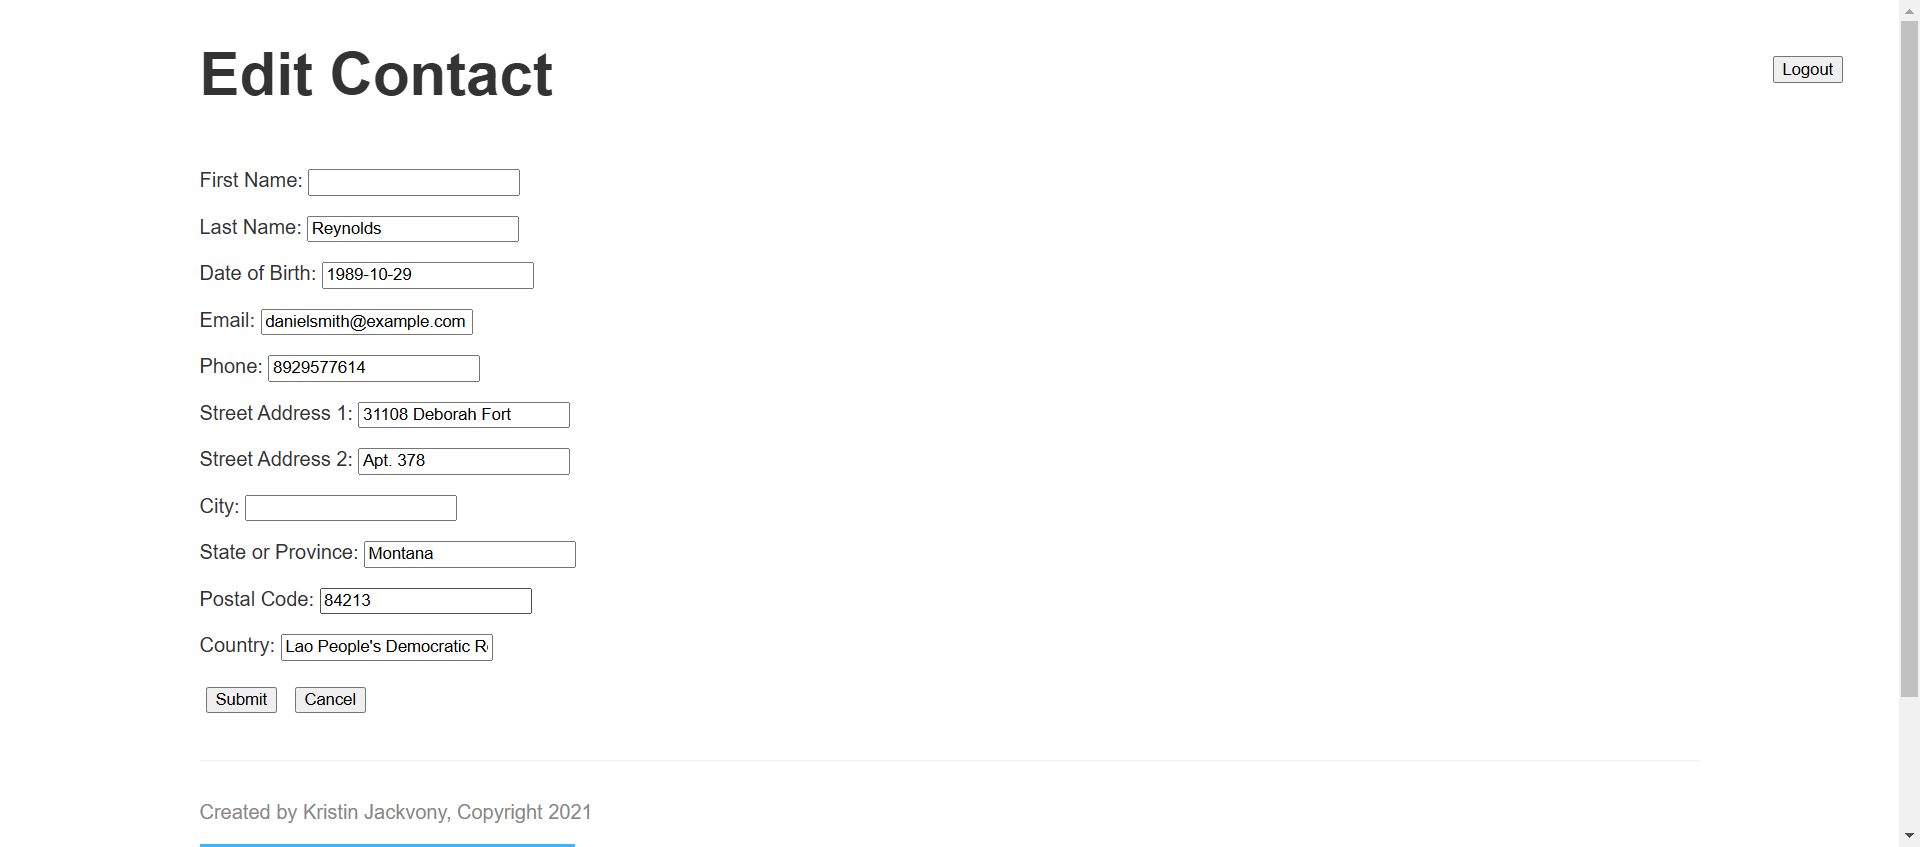 Edit Contact
Logout
First Name:
Last Name: Reynolds
Date of Birth: 1989-10-29
Email: danielsmith@example.com
Phone: 8929577614
Street Address 1: 31108 Deborah Fort
Street Address 2: Apt. 378
City:
State or Province: Montana
Postal Code: 84213
Country: Lao People's Democratic R
Submit Cancel
Created by Kristin Jackvony, Copyright 2021